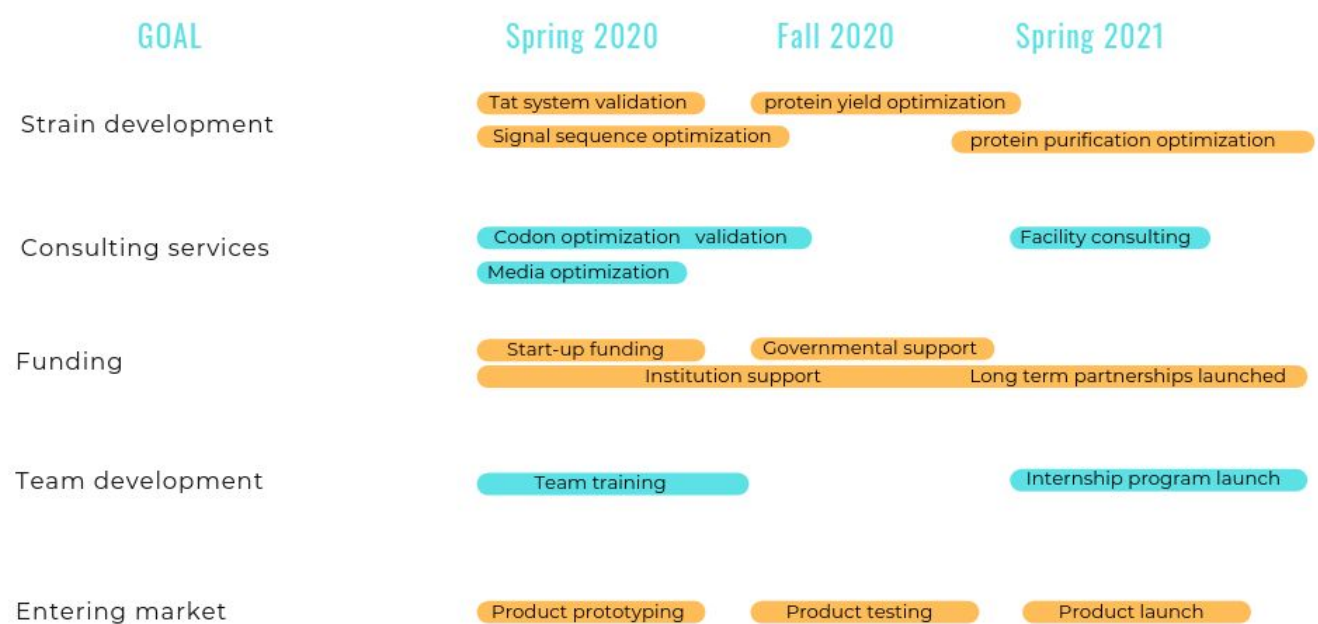 GOAL Spring 2020 Fall 2020 Spring 2021
Strain development
Tat system validation protein yield optimization
Signal sequence optimization protein purification optimization
Consulting services
Codon optimization validation Facility consulting
Media optimization
Funding
Start-up funding Governmental support
Institution support Long term partnerships launched
Team development
Team training Internship program launch
Entering market Product prototyping Product testing Product launch